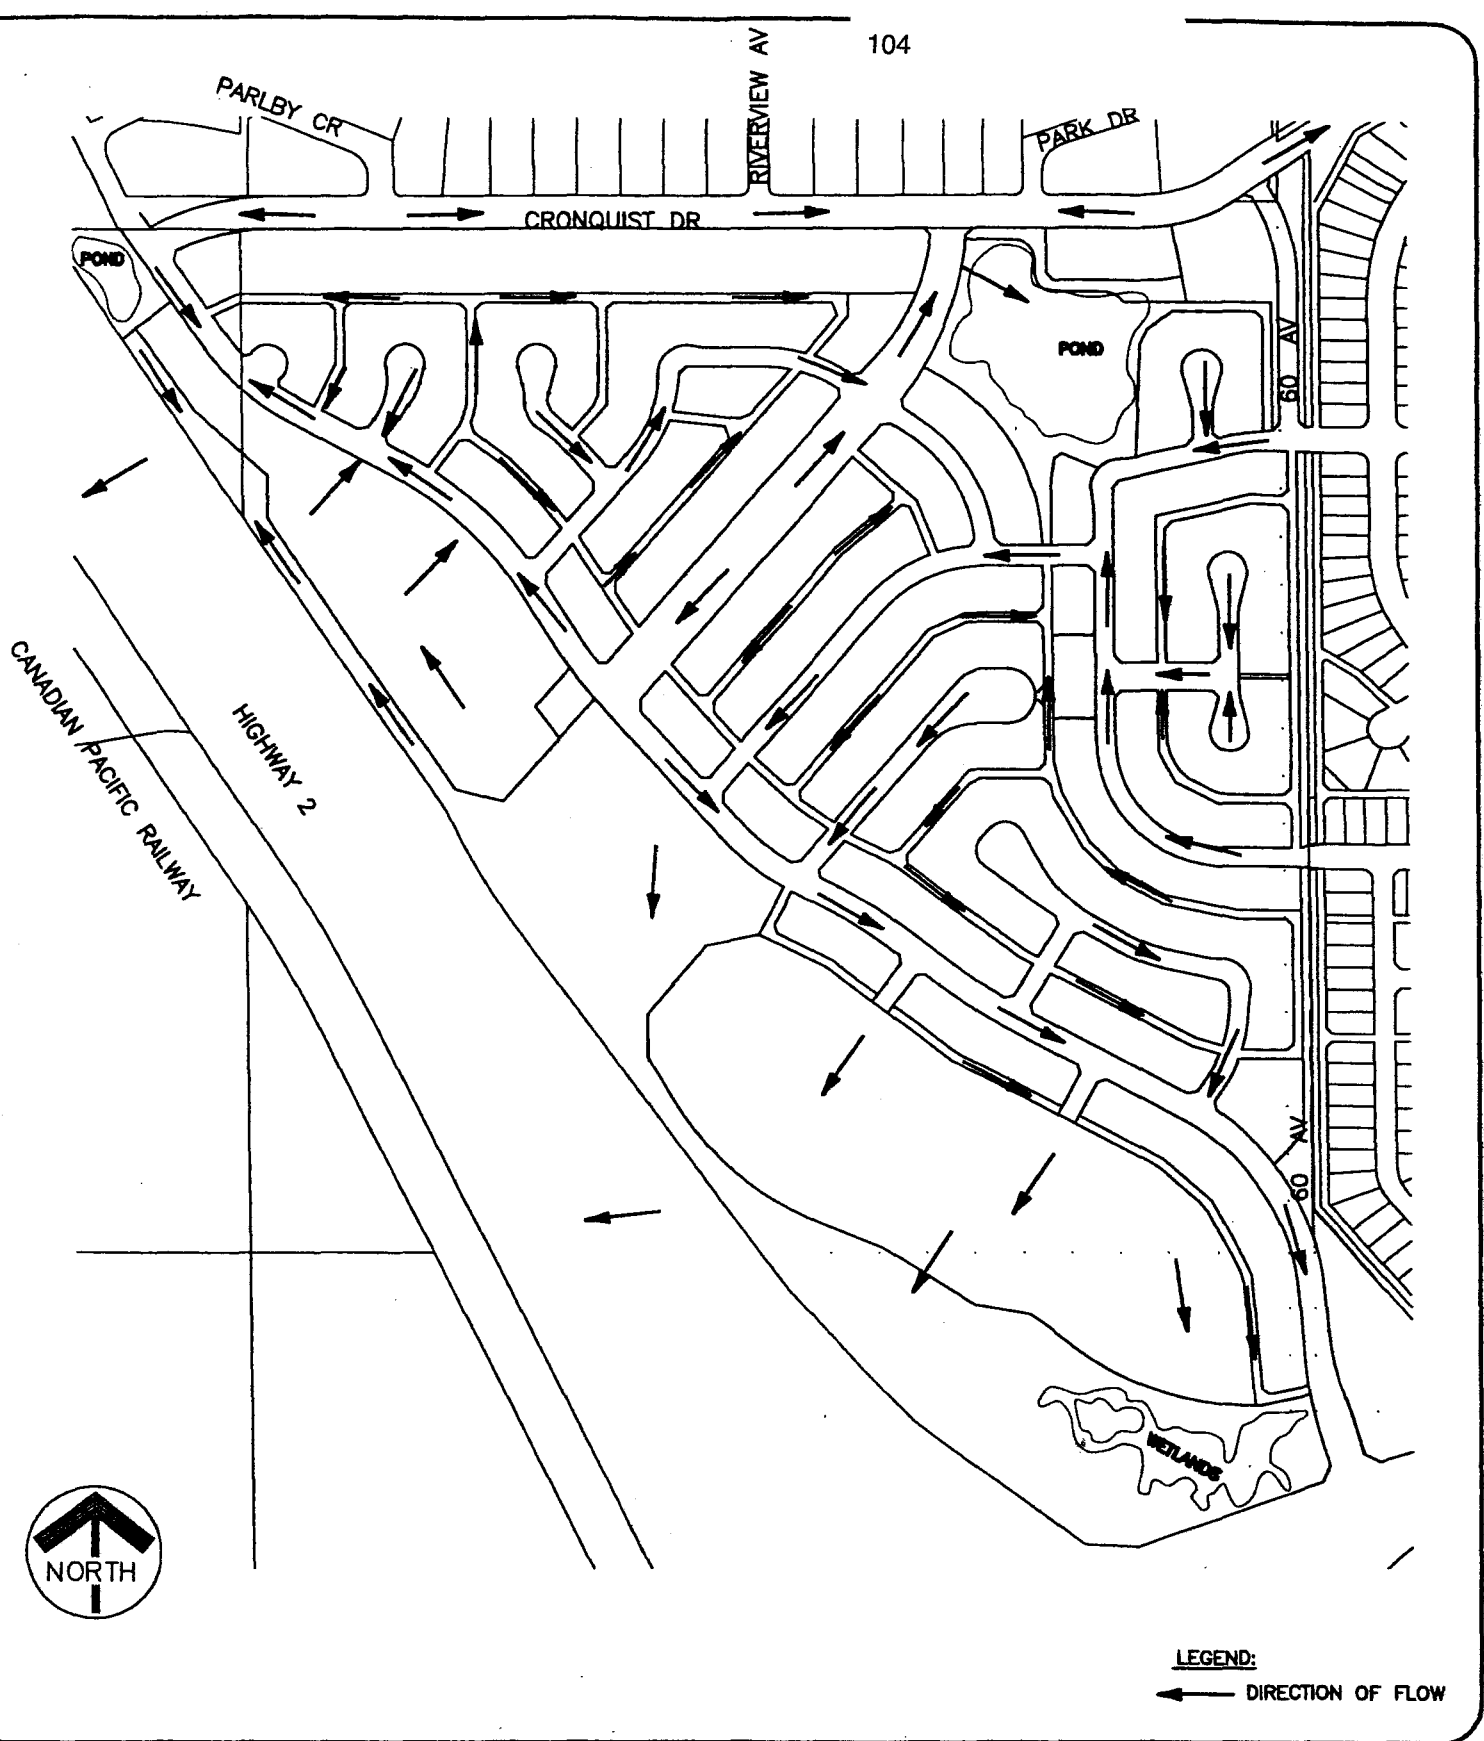 104
PARLBY CR
RIVERVIEW AV
PARK DR
CRONQUIST DR
POND
POND
60 AV
CANADIAN PACIFIC RAILWAY
HIGHWAY 2
60 AV
WETLANDS
NORTH
LEGEND:
DIRECTION OF FLOW